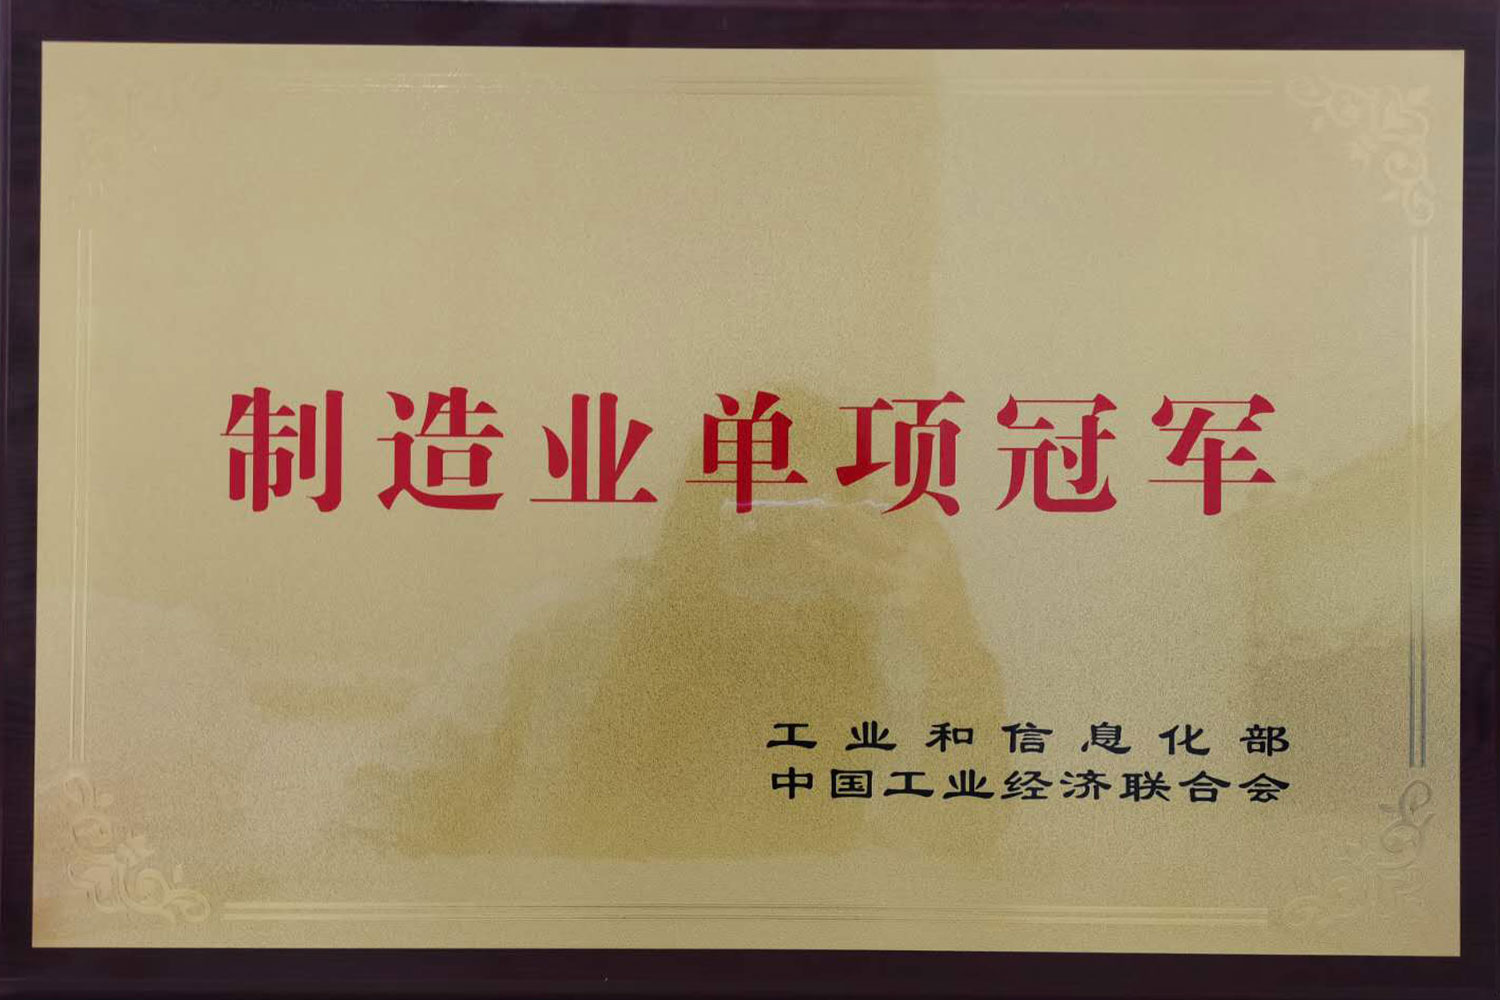 制造业单项冠军
工业和信息化部
中国工业经济联合会